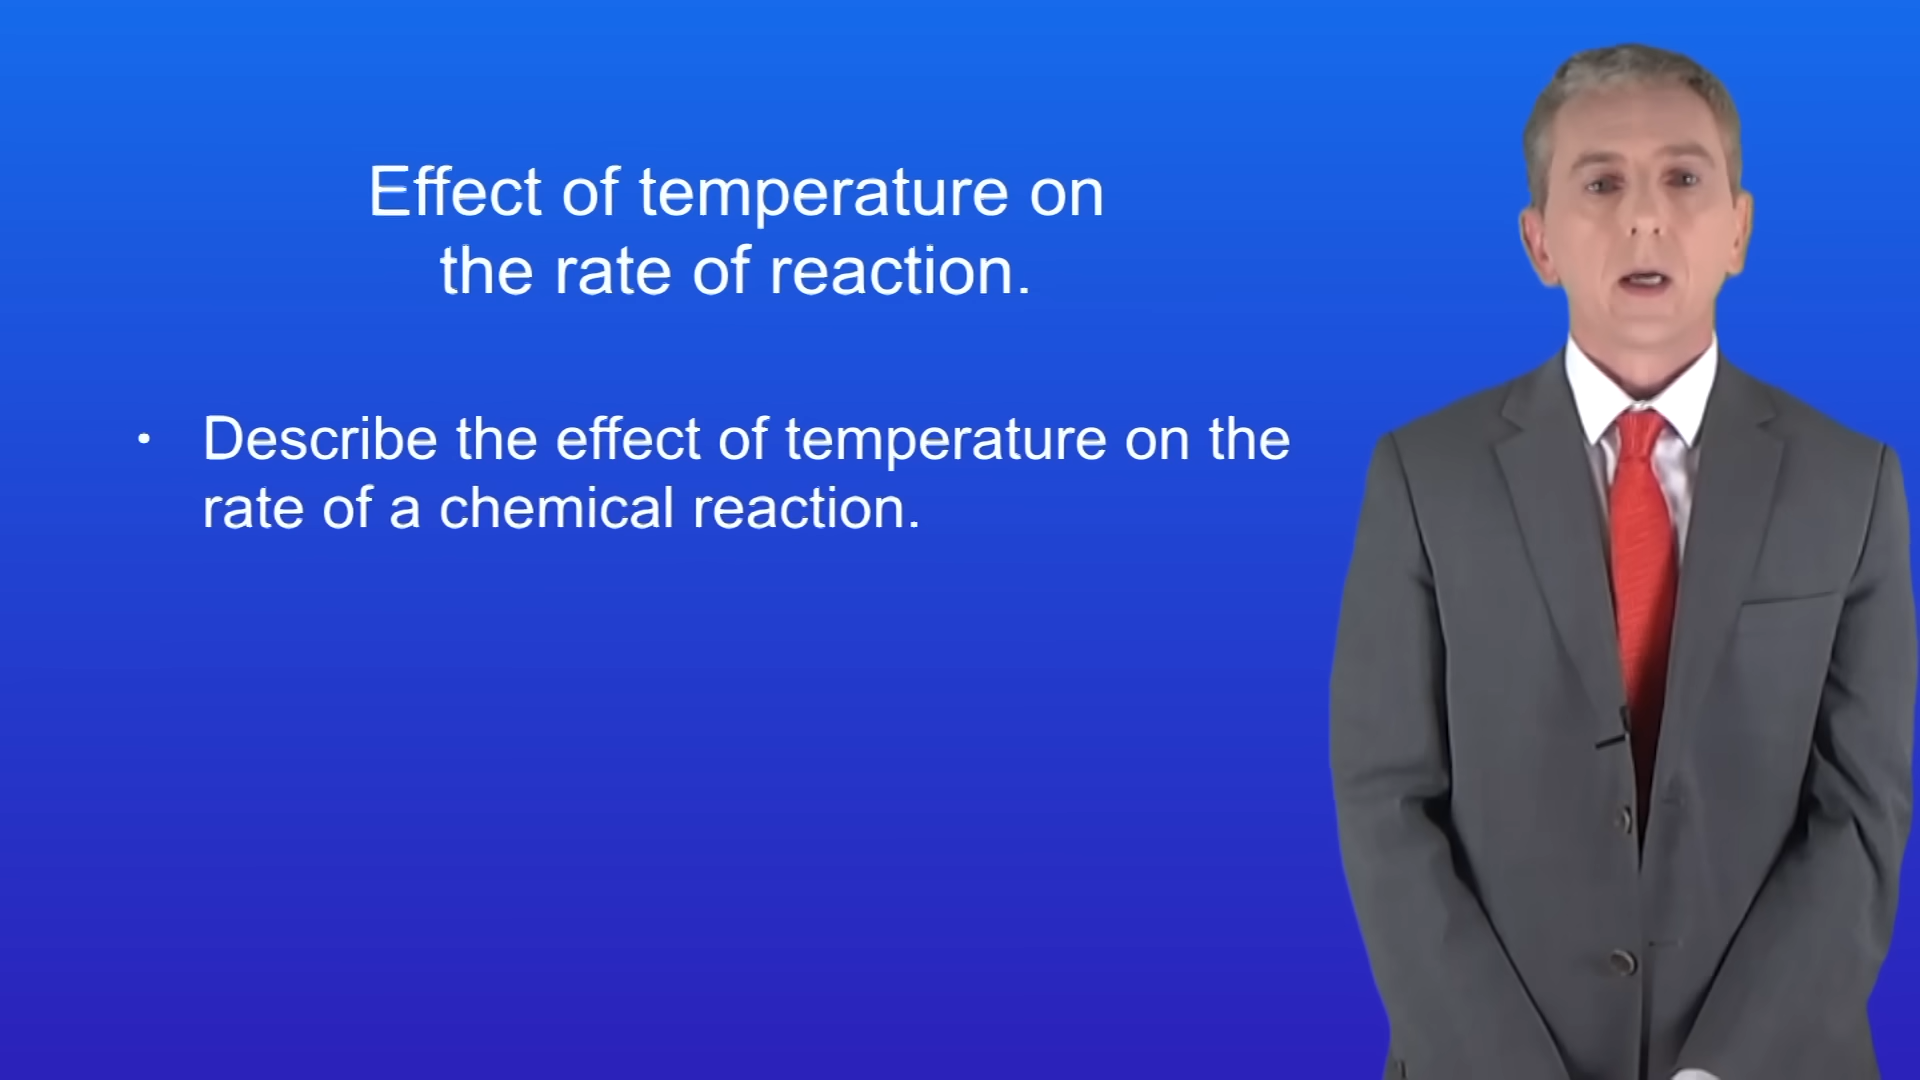 Effect of temperature on
the rate of reaction.
• Describe the effect of temperature on the
rate of a chemical reaction.